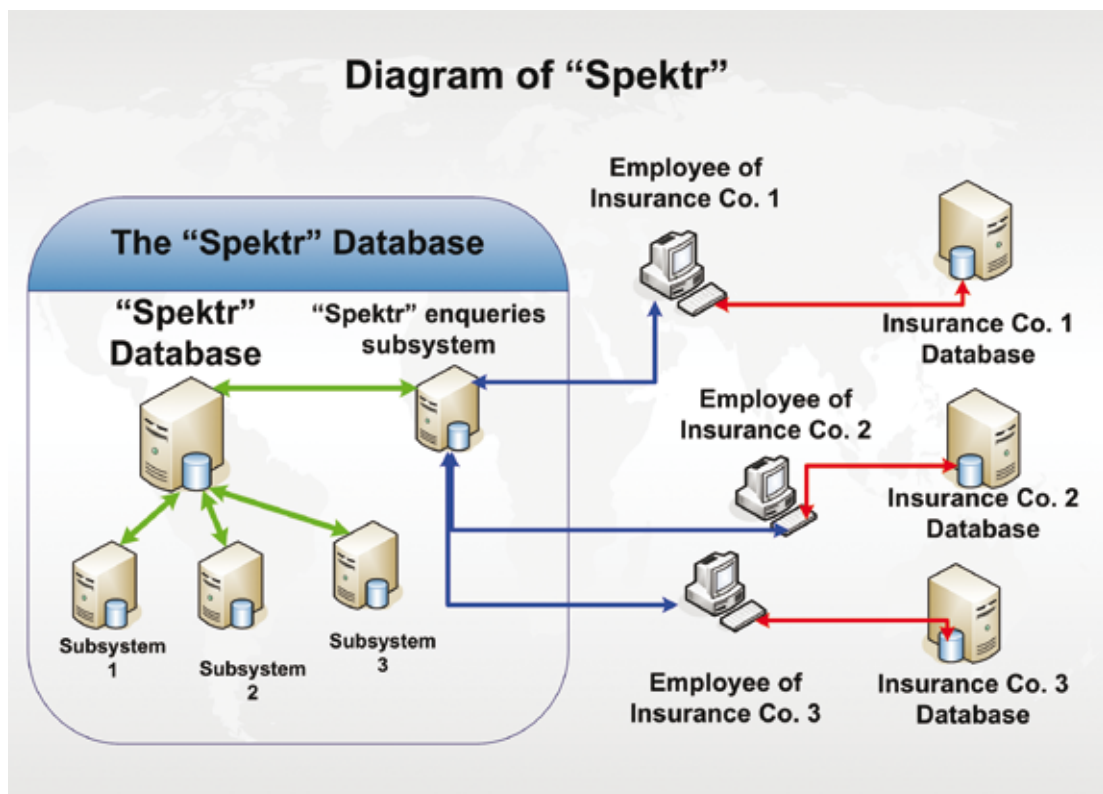 Diagram of “Spektr”
The “Spektr” Database
“Spektr”
Database
“Spektr” enqueries
subsystem
Subsystem
1
Subsystem
2
Subsystem
3
Employee of
Insurance Co. 1
Insurance Co. 1
Database
Employee of
Insurance Co. 2
Insurance Co. 2
Database
Employee of
Insurance Co. 3
Insurance Co. 3
Database